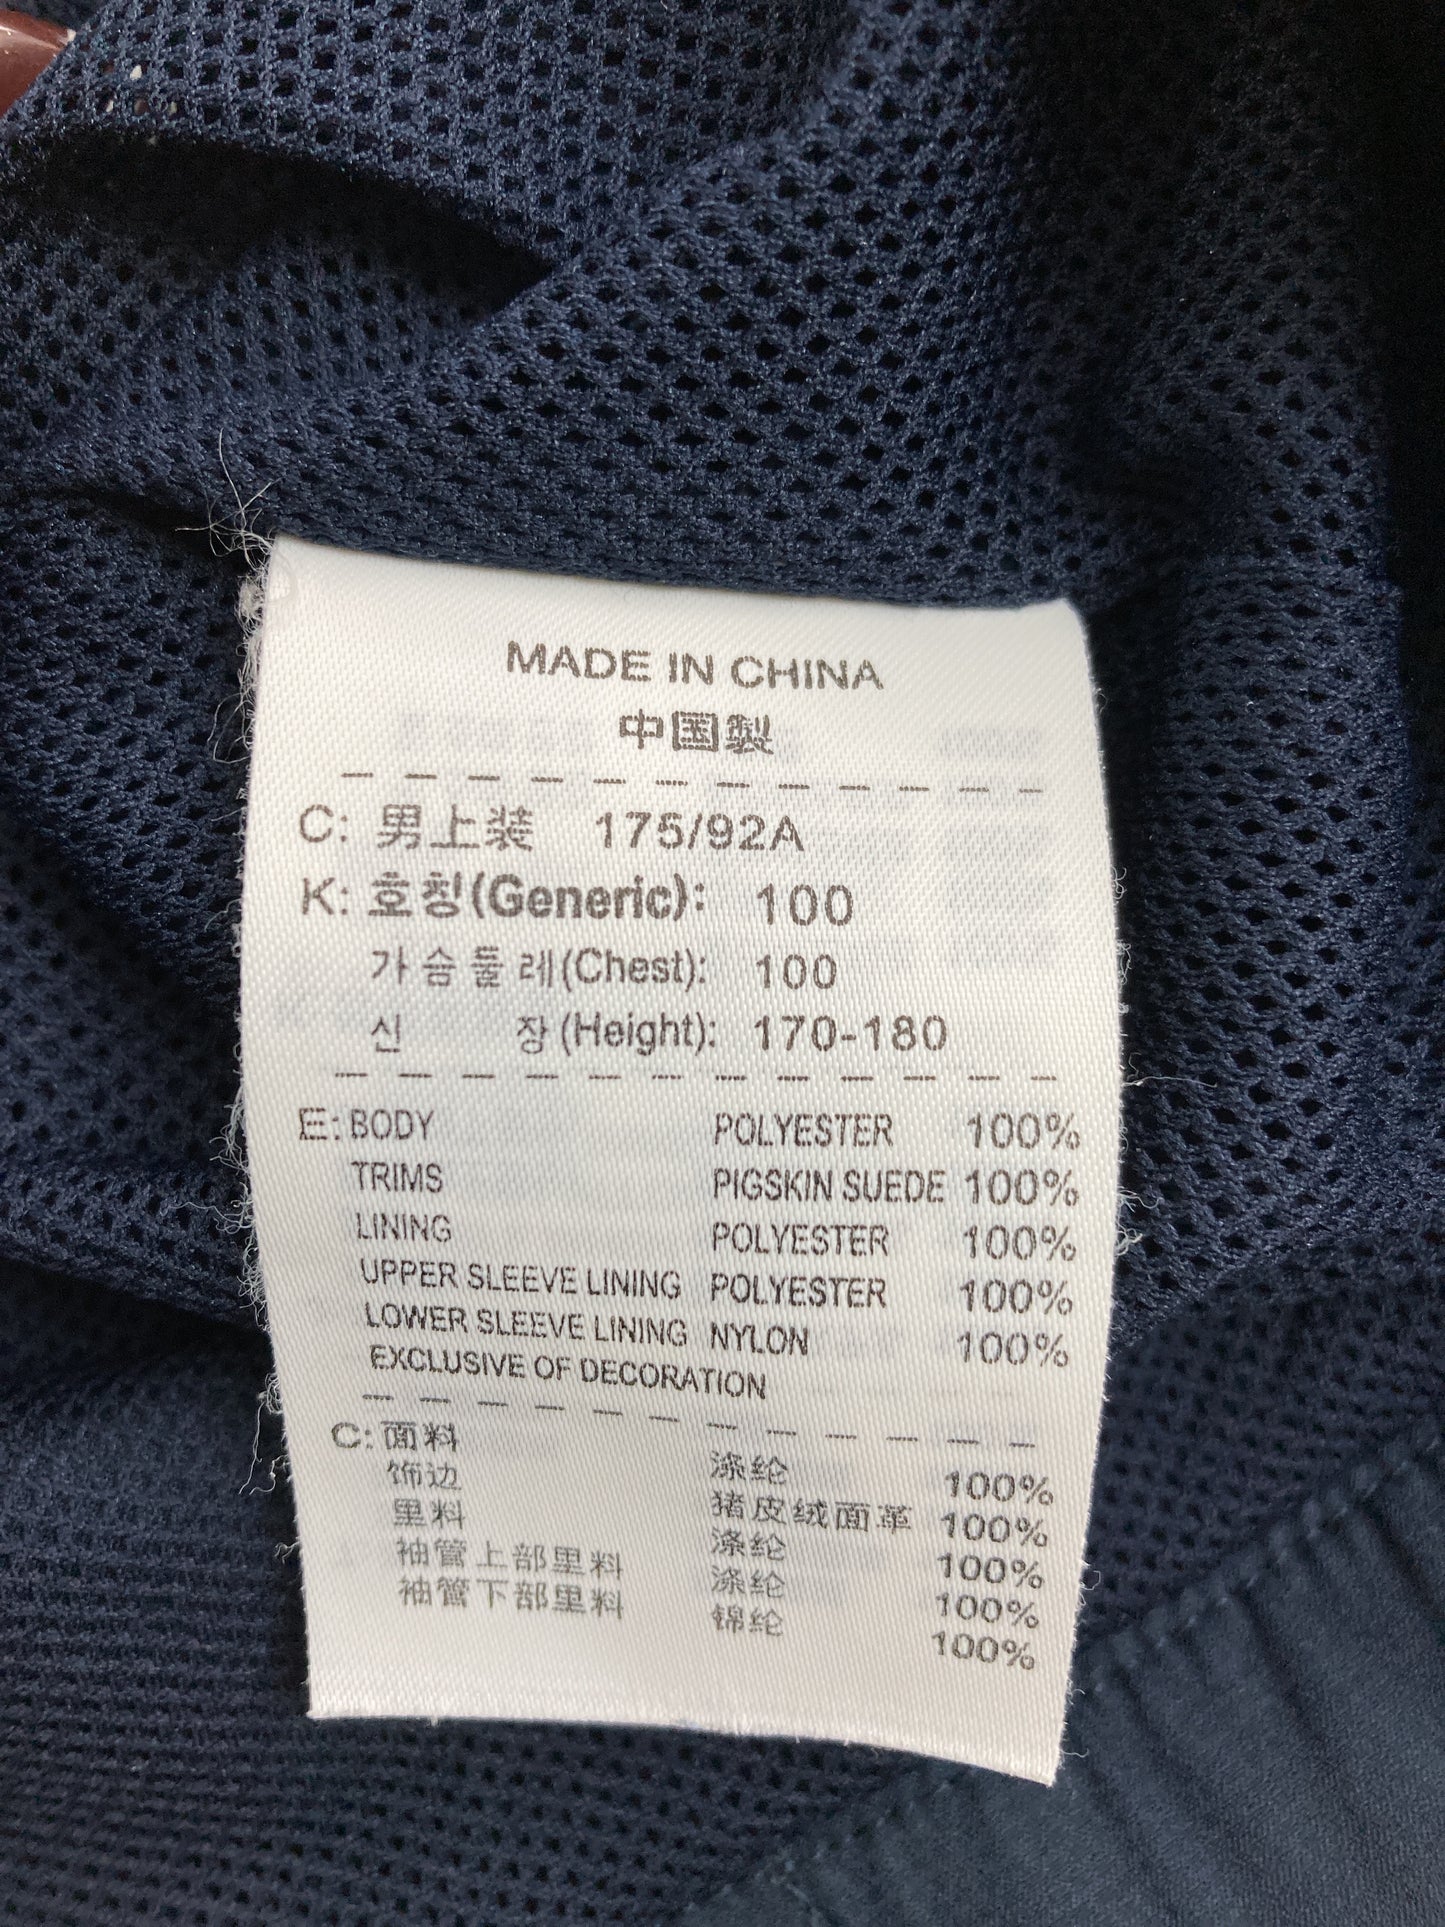 MADE IN CHINA
中国製
C: 男上装 175/92A
K: 호칭(Generic): 100
가슴둘레(Chest): 100
신 장(Height): 170-180
E: BODY POLYESTER 100%
TRIMS PIGSKIN SUEDE 100%
LINING POLYESTER 100%
UPPER SLEEVE LINING POLYESTER 100%
LOWER SLEEVE LINING NYLON 100%
EXCLUSIVE OF DECORATION
C: 面料 涤纶 100%
饰边 猪皮绒面革 100%
里料 涤纶 100%
袖管上部里料 涤纶 100%
袖管下部里料 锦纶 100%